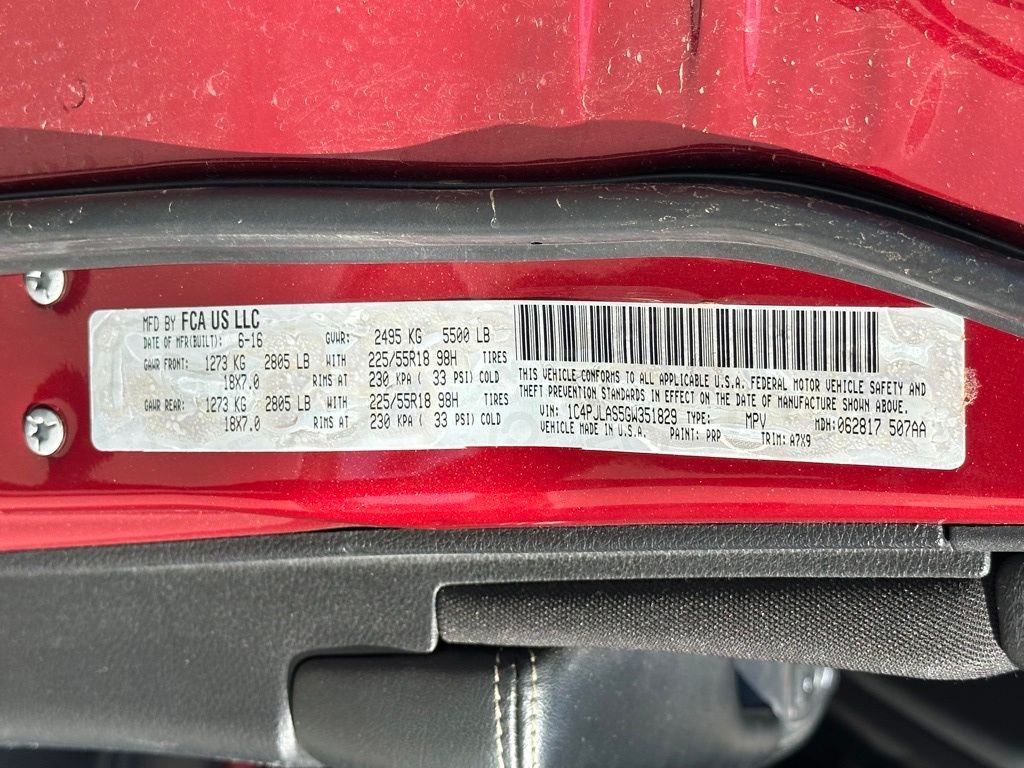 MFD BY FCA US LLC
DATE OF MFR(BUILT): 6-16 GVWR: 2495 KG 5500 LB
GAWR FRONT: 1273 KG 2805 LB WITH 225/55R18 98H TIRES
18X7.0 RIMS AT 230 KPA ( 33 PSI) COLD
GAWR REAR: 1273 KG 2805 LB WITH 225/55R18 98H TIRES
18X7.0 RIMS AT 230 KPA ( 33 PSI) COLD
THIS VEHICLE CONFORMS TO ALL APPLICABLE U.S.A. FEDERAL MOTOR VEHICLE SAFETY AND
THEFT PREVENTION STANDARDS IN EFFECT ON THE DATE OF MANUFACTURE SHOWN ABOVE.
VIN: 1C4PJLAS5GW351829 TYPE: MPV MDH: 062817 507AA
VEHICLE MADE IN U.S.A. PAINT: PRP TRIM: A7X9